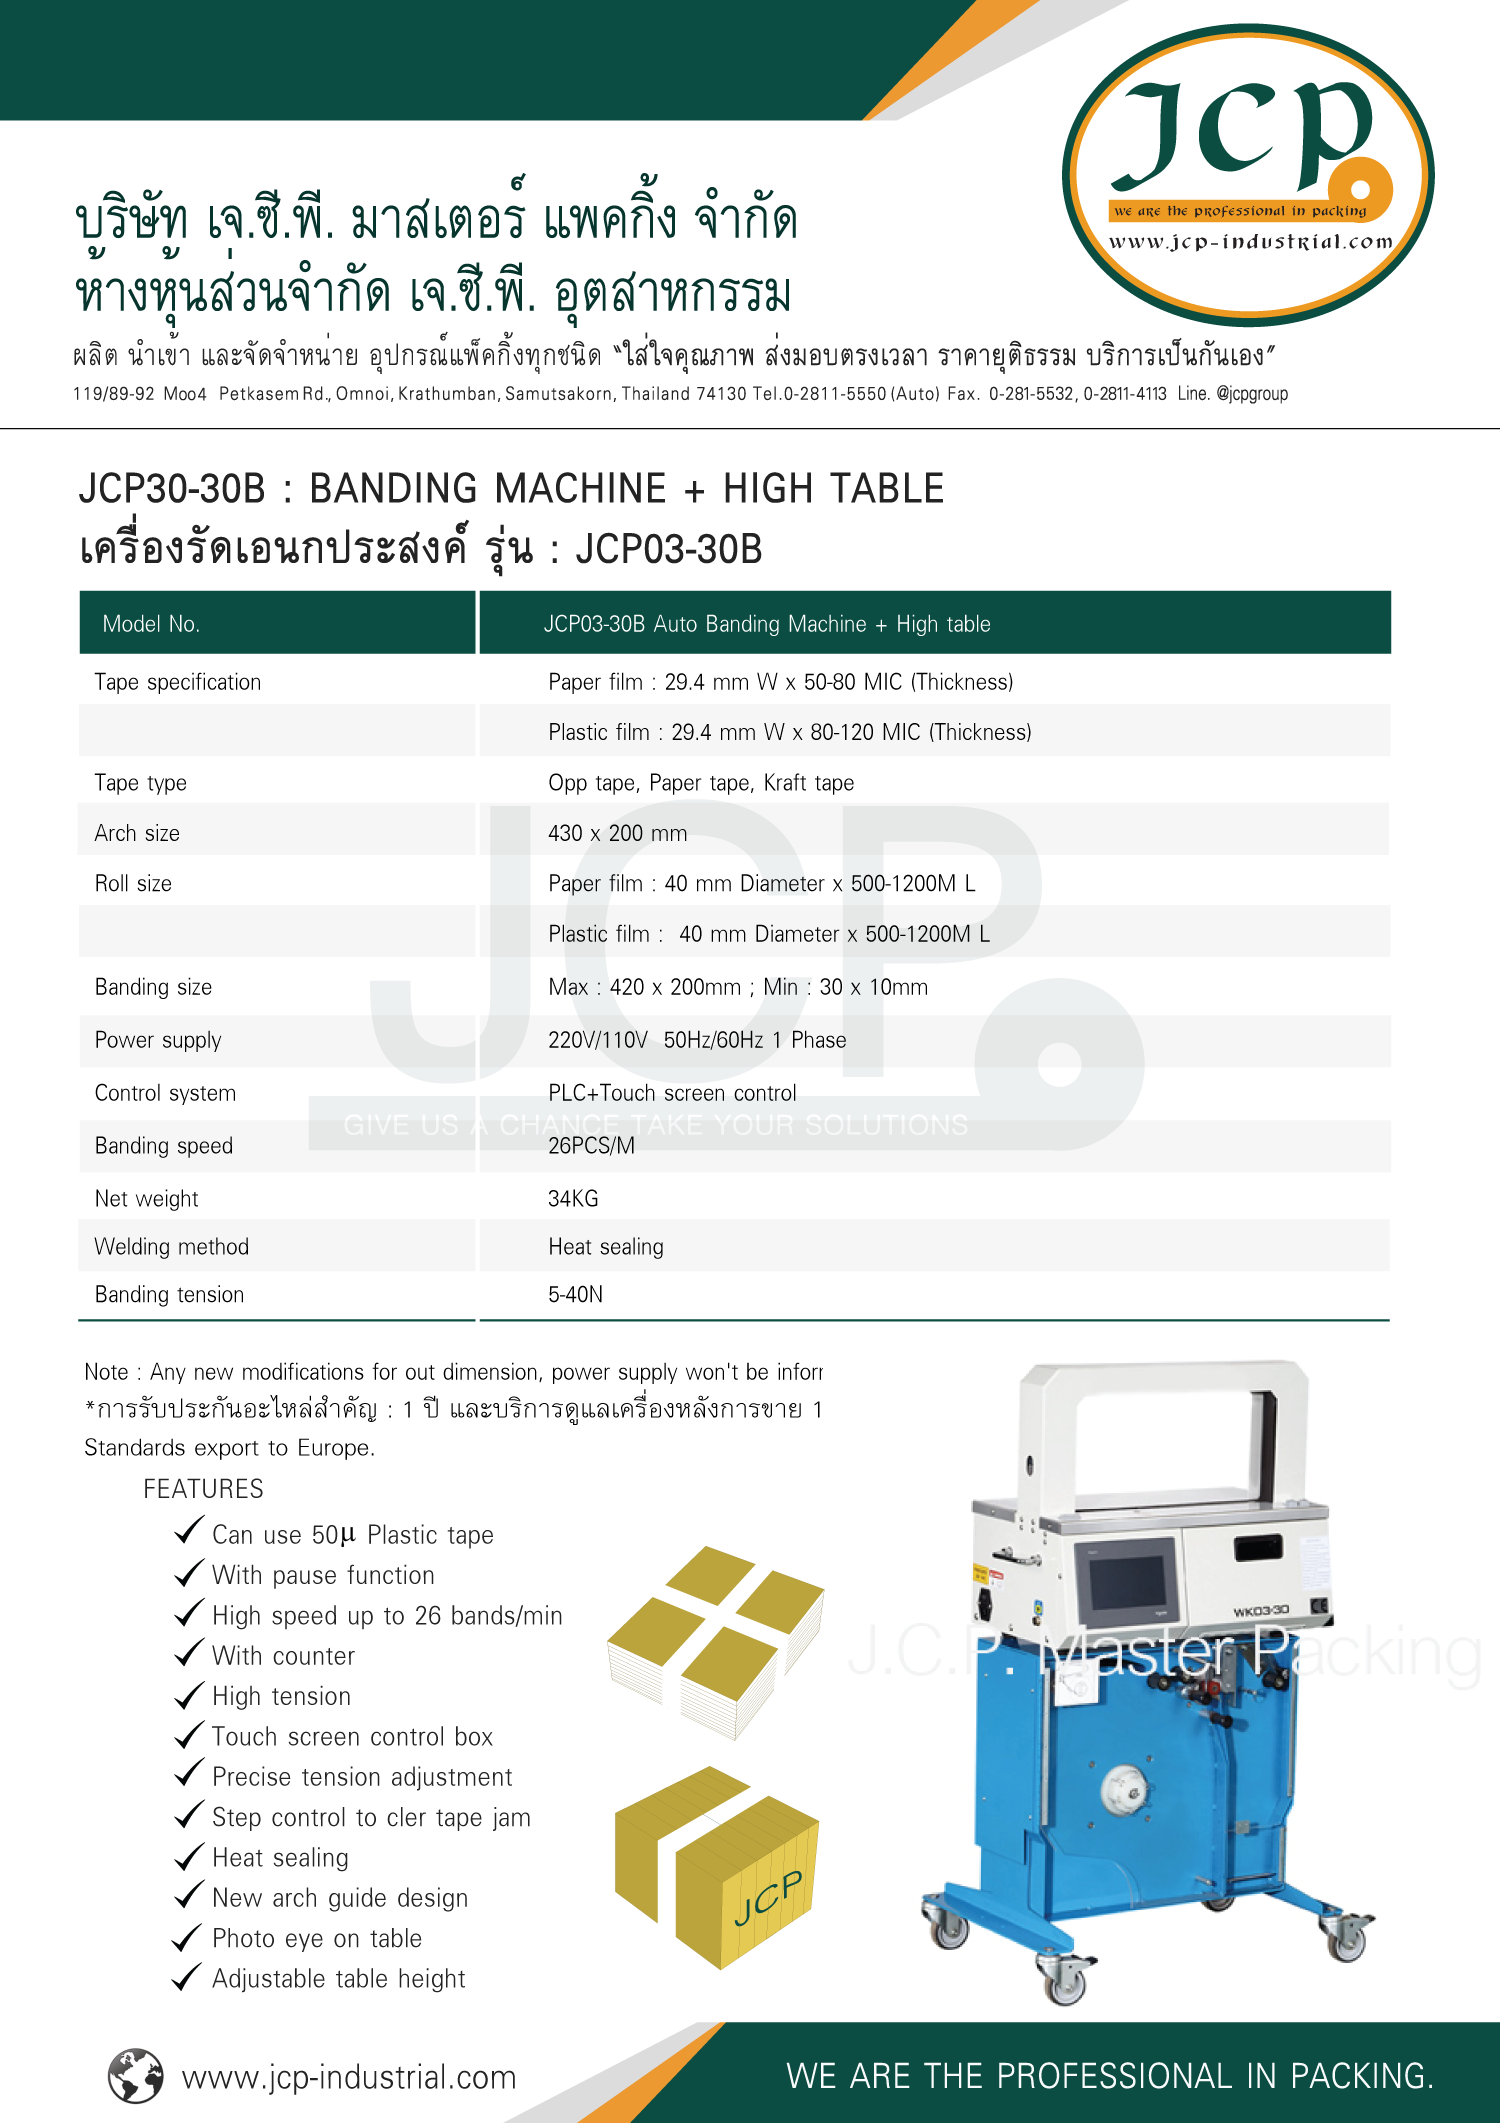 JCP
we are the professional in packing
www.jcp-industrial.com
บริษัท เจ.ซี.พี. มาสเตอร์ แพคกิ้ง จำกัด
ห้างหุ้นส่วนจำกัด เจ.ซี.พี. อุตสาหกรรม
ผลิต นำเข้า และจัดจำหน่าย อุปกรณ์แพ็คกิ้งทุกชนิด "ใส่ใจคุณภาพ ส่งมอบตรงเวลา ราคายุติธรรม บริการเป็นกันเอง"
119/89-92 Moo4 Petkasem Rd., Omnoi, Krathumban, Samutsakorn, Thailand 74130 Tel.0-2811-5550 (Auto) Fax. 0-281-5532, 0-2811-4113 Line. @jcpgroup
JCP30-30B : BANDING MACHINE + HIGH TABLE
เครื่องรัดเอนกประสงค์ รุ่น : JCP03-30B
Model No. JCP03-30B Auto Banding Machine + High table
Tape specification Paper film : 29.4 mm W x 50-80 MIC (Thickness)
Plastic film : 29.4 mm W x 80-120 MIC (Thickness)
Tape type Opp tape, Paper tape, Kraft tape
Arch size 430 x 200 mm
Roll size Paper film : 40 mm Diameter x 500-1200M L
Plastic film : 40 mm Diameter x 500-1200M L
Banding size Max : 420 x 200mm ; Min : 30 x 10mm
Power supply 220V/110V 50Hz/60Hz 1 Phase
Control system PLC+Touch screen control
JCP
GIVE US A CHANCE TAKE YOUR SOLUTIONS
Banding speed 26PCS/M
Net weight 34KG
Welding method Heat sealing
Banding tension 5-40N
Note : Any new modifications for out dimension, power supply won't be infor
*การรับประกันอะไหล่สำคัญ : 1 ปี และบริการดูแลเครื่องหลังการขาย 1
Standards export to Europe.
FEATURES
Can use 50µ Plastic tape
With pause function
High speed up to 26 bands/min
With counter
High tension
Touch screen control box
Precise tension adjustment
Step control to cler tape jam
Heat sealing
New arch guide design
Photo eye on table
Adjustable table height
JCP
WK03-30
J.C.P. Master Packing
www.jcp-industrial.com
WE ARE THE PROFESSIONAL IN PACKING.